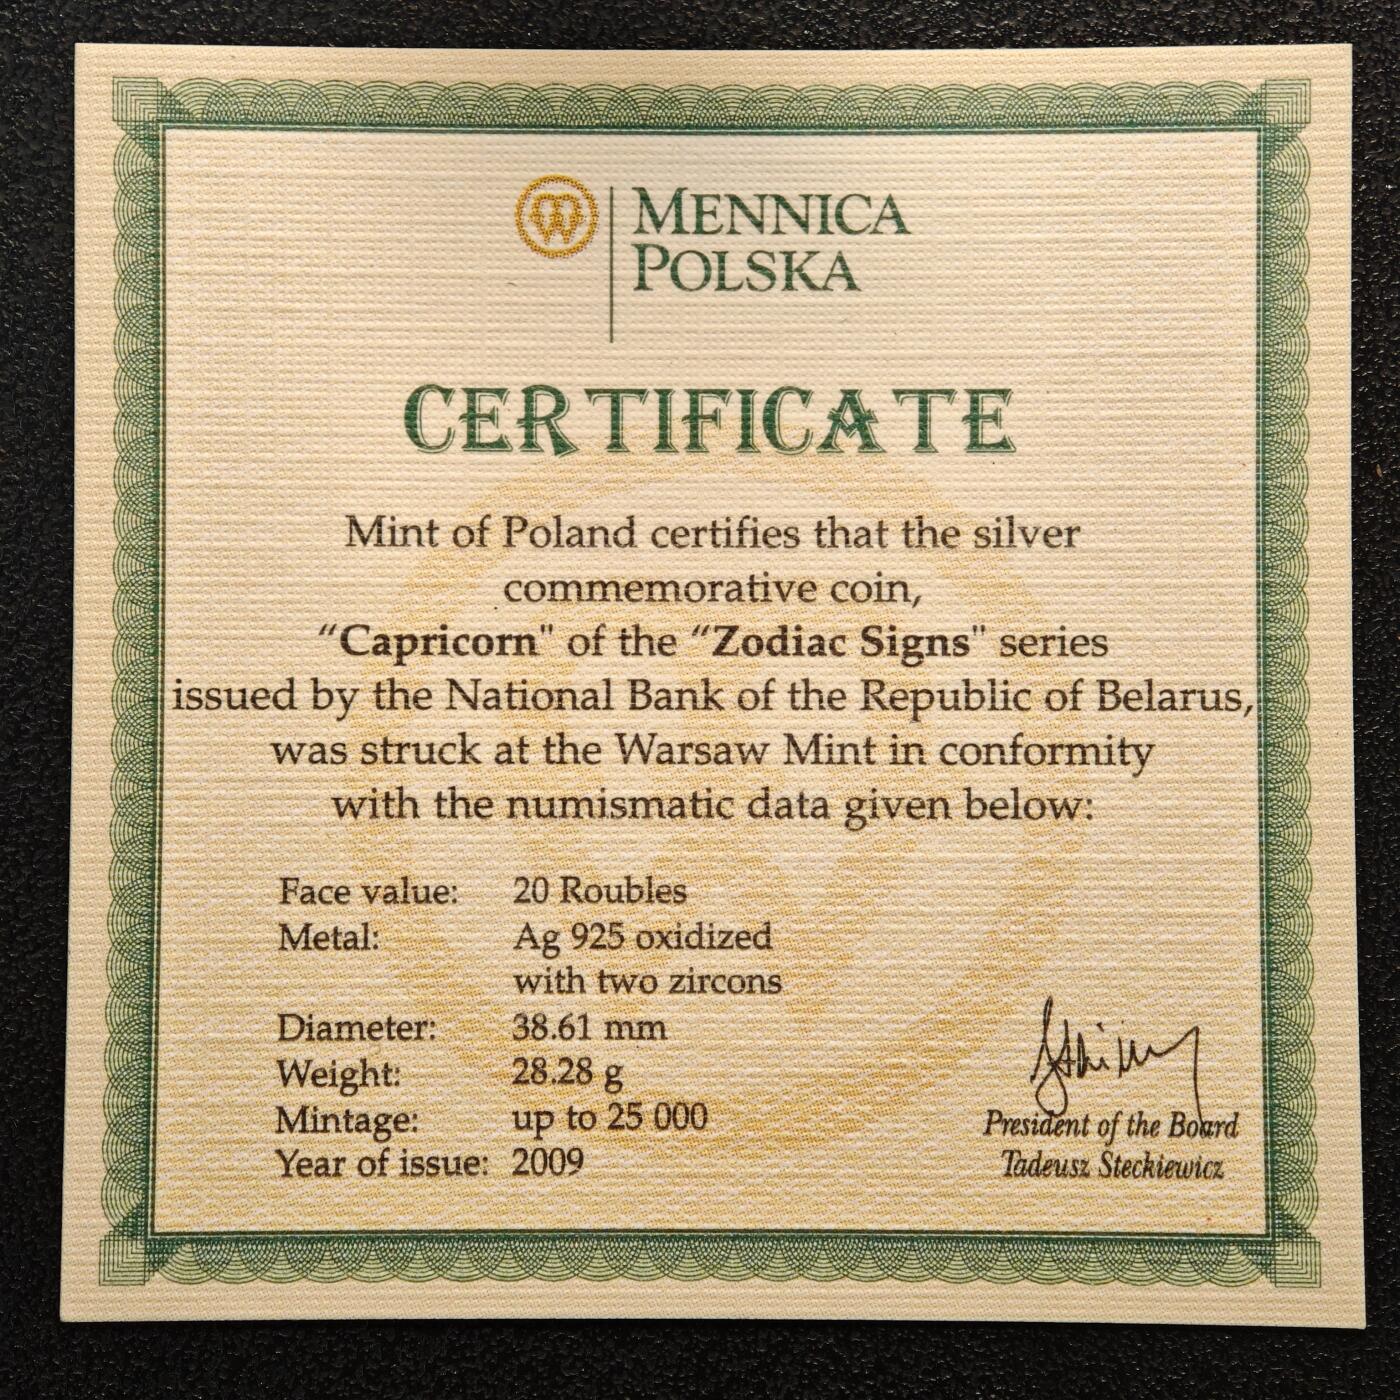 MENNICA
POLSKA
CERTIFICATE
Mint of Poland certifies that the silver
commemorative coin,
“Capricorn" of the “Zodiac Signs" series
issued by the National Bank of the Republic of Belarus,
was struck at the Warsaw Mint in conformity
with the numismatic data given below:
Face value: 20 Roubles
Metal: Ag 925 oxidized
with two zircons
Diameter: 38.61 mm
Weight: 28.28 g
Mintage: up to 25 000
Year of issue: 2009
President of the Board
Tadeusz Steckiewicz